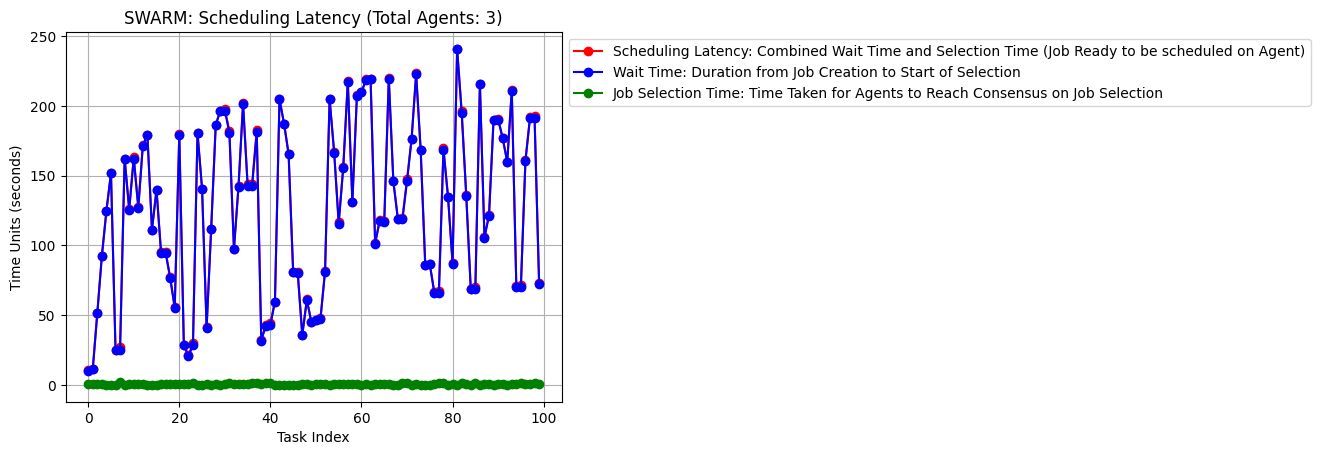 SWARM: Scheduling Latency (Total Agents: 3)
250
200
150
100
50
0
Time Units (seconds)
0 20 40 60 80 100
Task Index
Scheduling Latency: Combined Wait Time and Selection Time (Job Ready to be scheduled on Agent)
Wait Time: Duration from Job Creation to Start of Selection
Job Selection Time: Time Taken for Agents to Reach Consensus on Job Selection